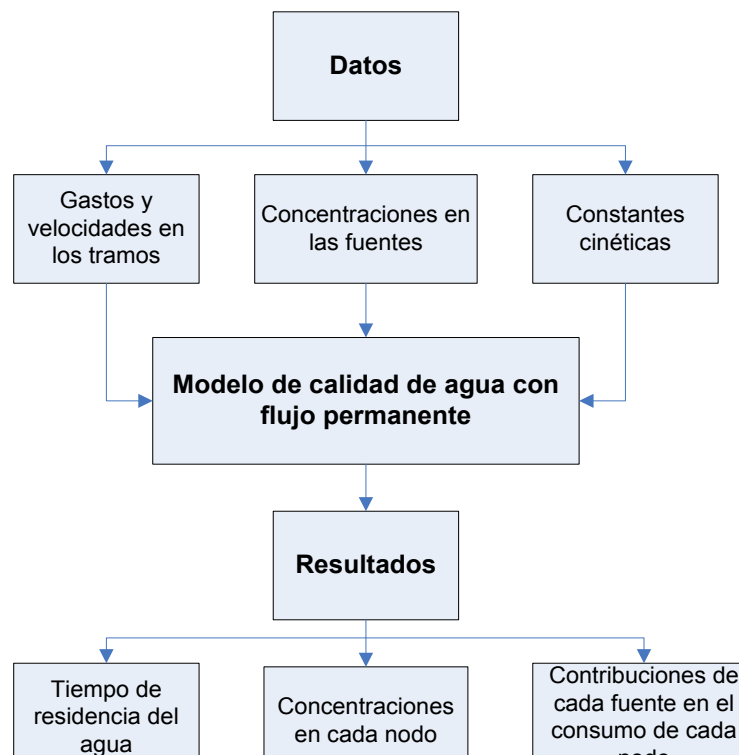 Datos
Gastos y
velocidades en
los tramos
Concentraciones en
las fuentes
Constantes
cinéticas
Modelo de calidad de agua con
flujo permanente
Resultados
Tiempo de
residencia del
agua
Concentraciones
en cada nodo
Contribuciones de
cada fuente en el
consumo de cada
nodo